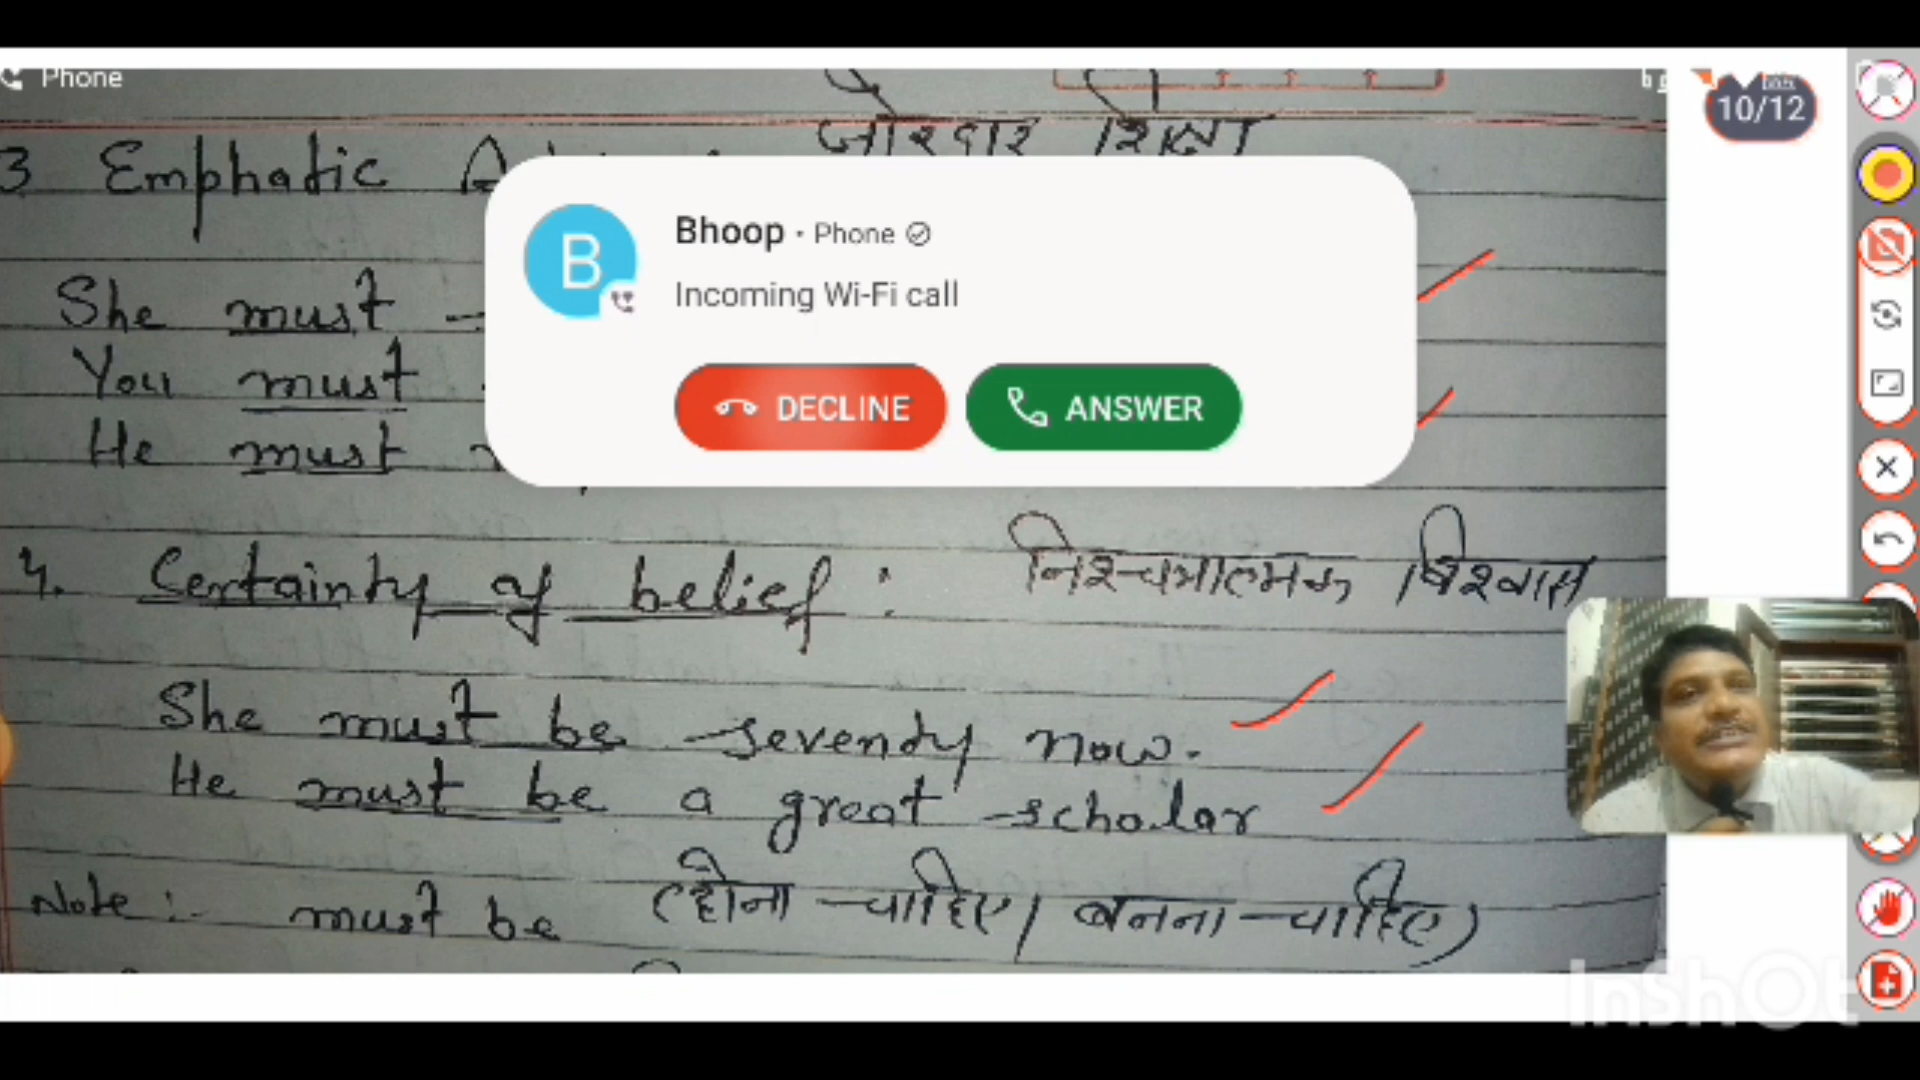 Phone
10/12
जोरदार शिक्षा
3 Emphatic
Bhoop • Phone
Incoming Wi-Fi call
DECLINE
ANSWER
She must
You must
He must
4. Certainty of belief : निश्चयात्मक विश्वास
She must be seventy now.
He must be a great scholar
Note :- must be (होना चाहिए / बनना चाहिए)
InShOt